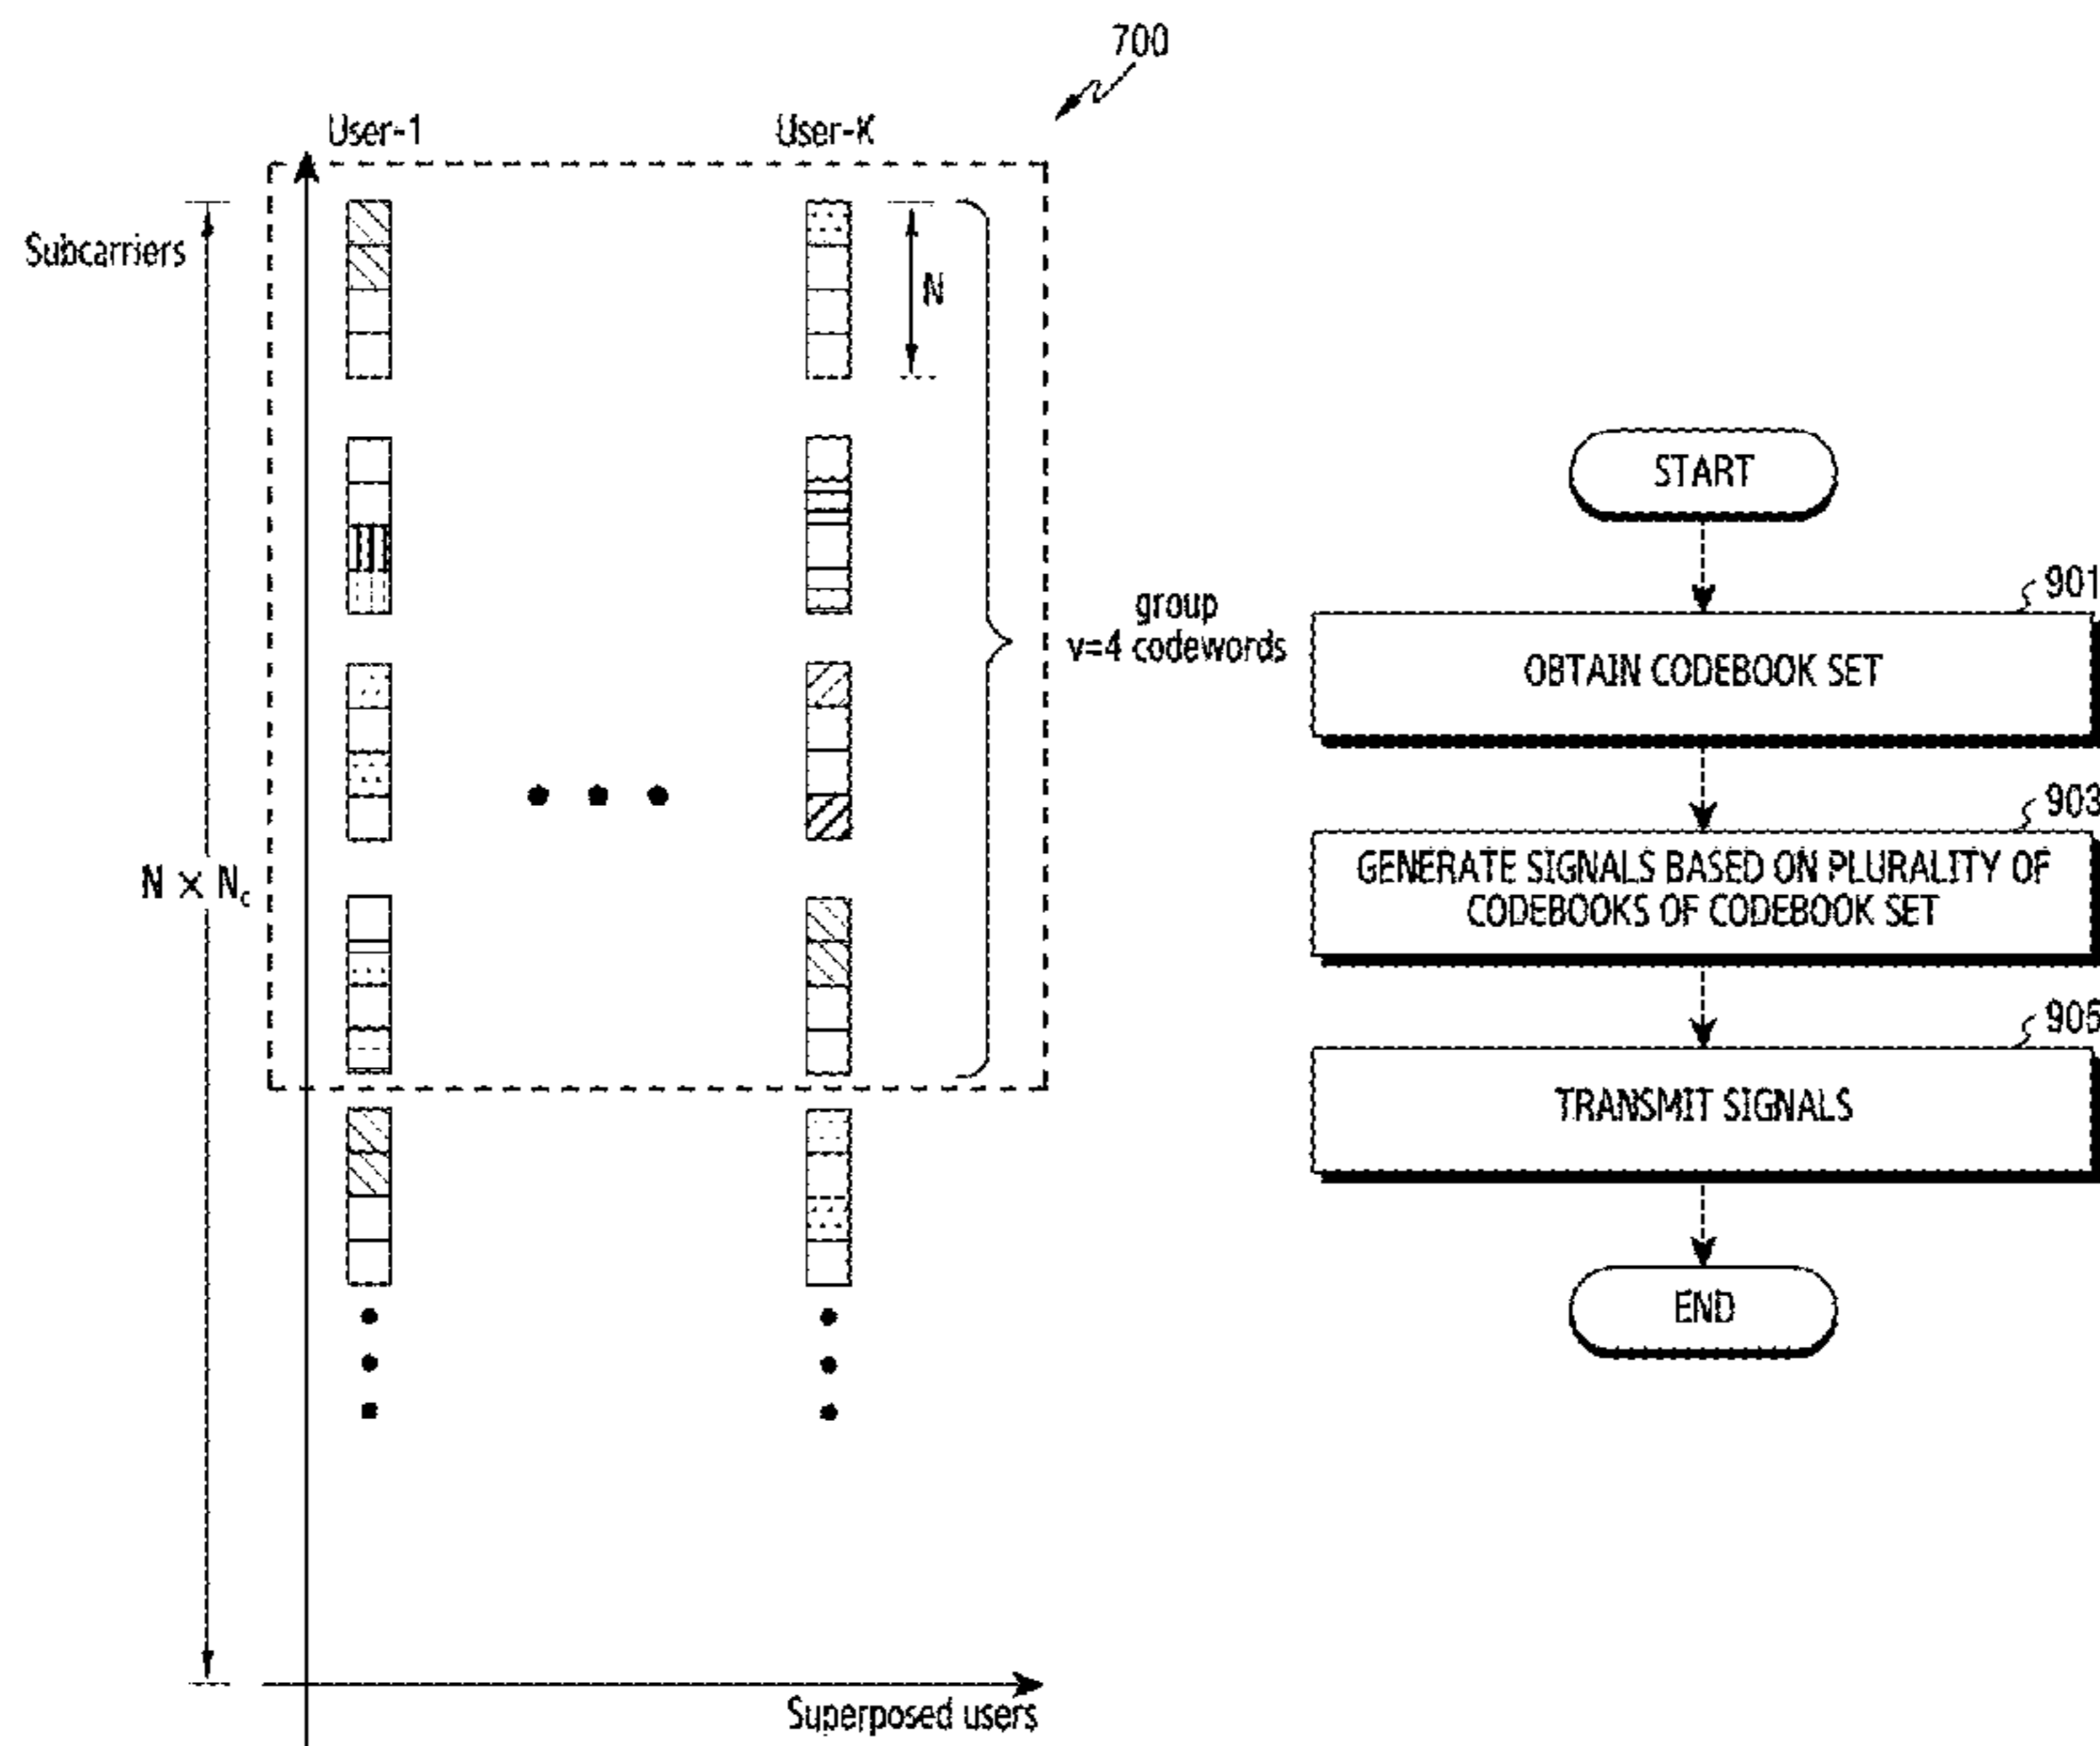 700
User-1
User-K
Subcarriers
N
START
901
group
v=4 codewords
OBTAIN CODEBOOK SET
903
GENERATE SIGNALS BASED ON PLURALITY OF
CODEBOOKS OF CODEBOOK SET
N × Nc
905
TRANSMIT SIGNALS
END
Superposed users